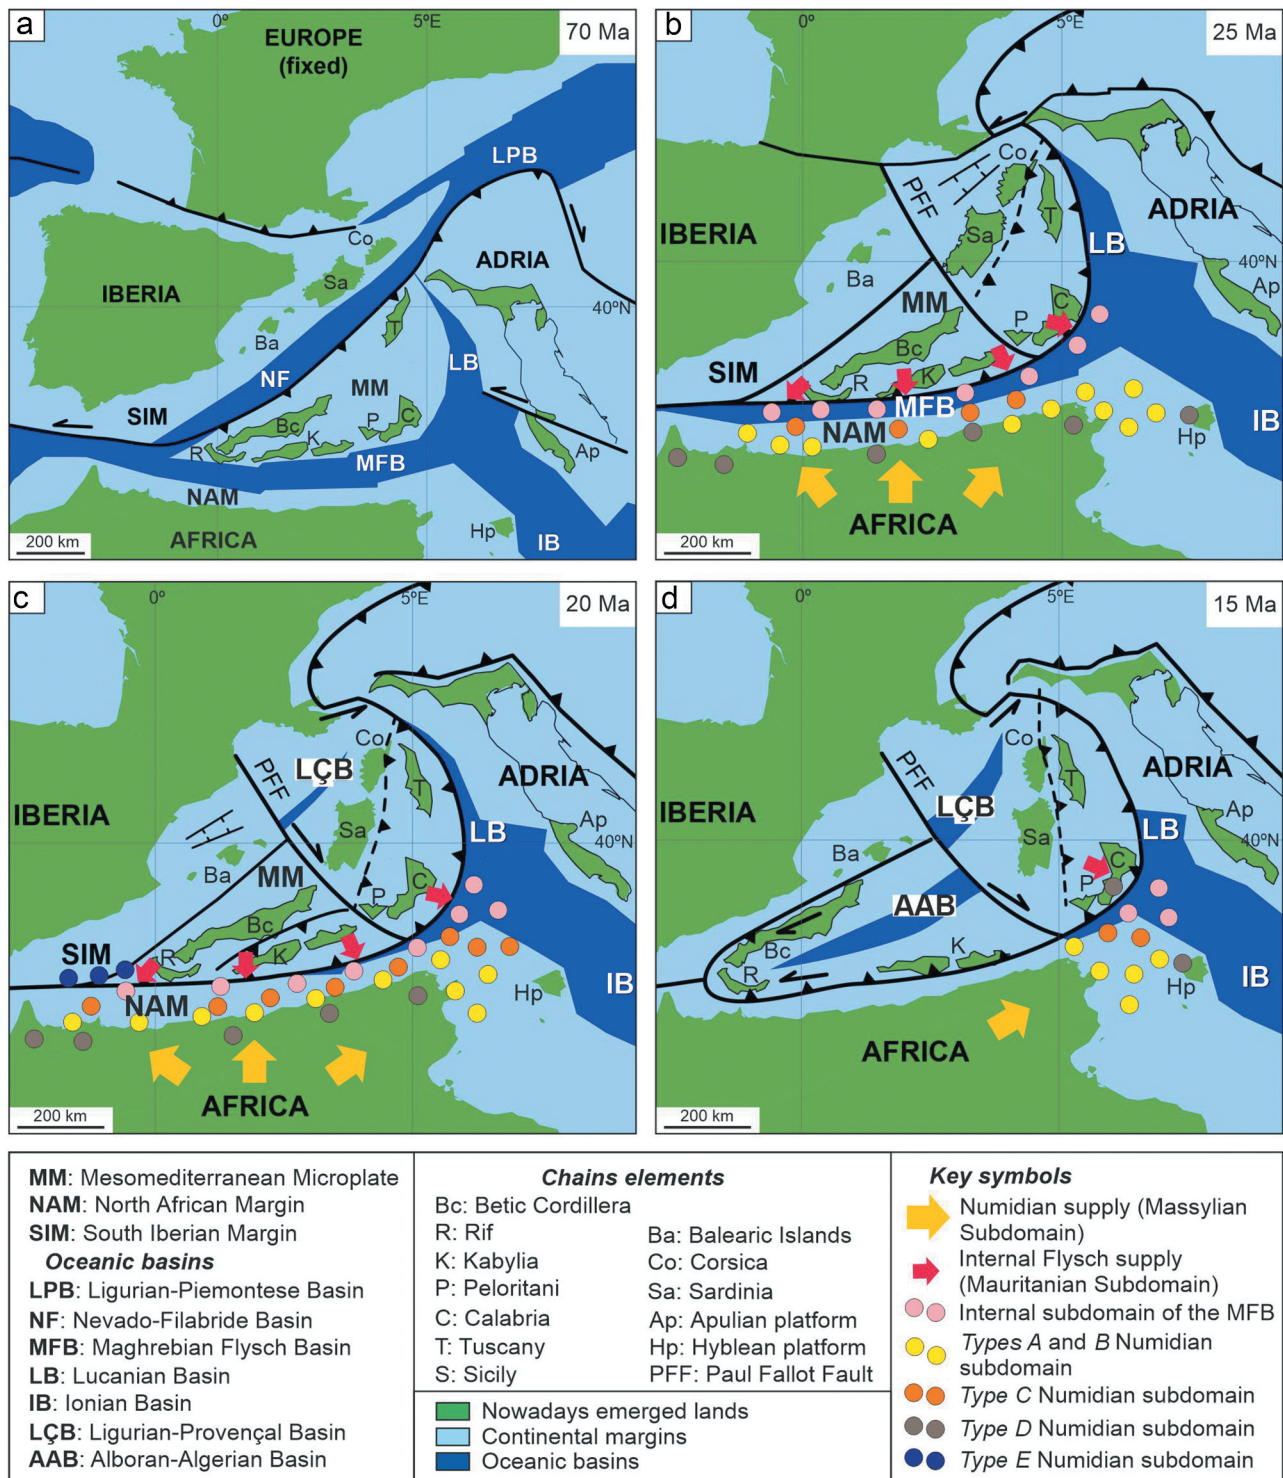 a
0°
5ºE
70 Ma
EUROPE
(fixed)
LPB
Co
Sa
ADRIA
IBERIA
40ºN
Ba
T
NF
LB
MM
SIM
Bc
P
C
K
R
MFB
Ap
NAM
Hp
200 km
AFRICA
IB
b
0º
5ºE
25 Ma
Co
PFF
T
ADRIA
IBERIA
Sa
LB
40ºN
Ba
Ap
MM
C
P
Bc
SIM
R
K
MFB
NAM
IB
Hp
AFRICA
200 km
c
0º
5ºE
20 Ma
Co
LÇB
PFF
ADRIA
T
IBERIA
Ap
Sa
LB
40ºN
Ba
MM
C
P
Bc
SIM
R
K
IB
NAM
Hp
AFRICA
200 km
d
0º
5ºE
15 Ma
Co
PFF
T
ADRIA
IBERIA
LÇB
Ap
LB
Sa
40ºN
Ba
C
P
AAB
Bc
K
R
IB
Hp
AFRICA
200 km
MM: Mesomediterranean Microplate
NAM: North African Margin
SIM: South Iberian Margin
Oceanic basins
LPB: Ligurian-Piemontese Basin
NF: Nevado-Filabride Basin
MFB: Maghrebian Flysch Basin
LB: Lucanian Basin
IB: Ionian Basin
LÇB: Ligurian-Provençal Basin
AAB: Alboran-Algerian Basin
Chains elements
Bc: Betic Cordillera
R: Rif
K: Kabylia
P: Peloritani
C: Calabria
T: Tuscany
S: Sicily
Ba: Balearic Islands
Co: Corsica
Sa: Sardinia
Ap: Apulian platform
Hp: Hyblean platform
PFF: Paul Fallot Fault
Nowadays emerged lands
Continental margins
Oceanic basins
Key symbols
Numidian supply (Massylian
Subdomain)
Internal Flysch supply
(Mauritanian Subdomain)
Internal subdomain of the MFB
Types A and B Numidian
subdomain
Type C Numidian subdomain
Type D Numidian subdomain
Type E Numidian subdomain